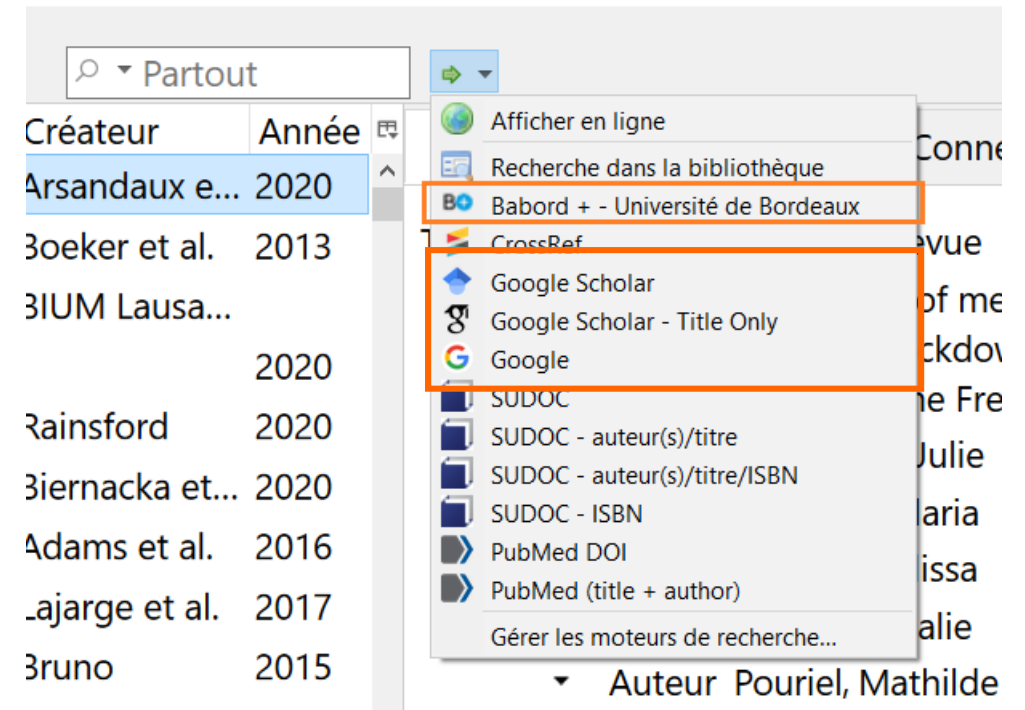 Partout
Créateur Année
Arsandaux e... 2020
Boeker et al. 2013
BIUM Lausa...
2020
Rainsford 2020
Biernacka et... 2020
Adams et al. 2016
Lajarge et al. 2017
Bruno 2015
Afficher en ligne
Recherche dans la bibliothèque
Babord + - Université de Bordeaux
CrossRef
Google Scholar
Google Scholar - Title Only
Google
SUDOC
SUDOC - auteur(s)/titre
SUDOC - auteur(s)/titre/ISBN
SUDOC - ISBN
PubMed DOI
PubMed (title + author)
Gérer les moteurs de recherche...
Conne
evue
of me
ckdov
ne Fre
Julie
laria
issa
alie
Auteur Pouriel, Mathilde